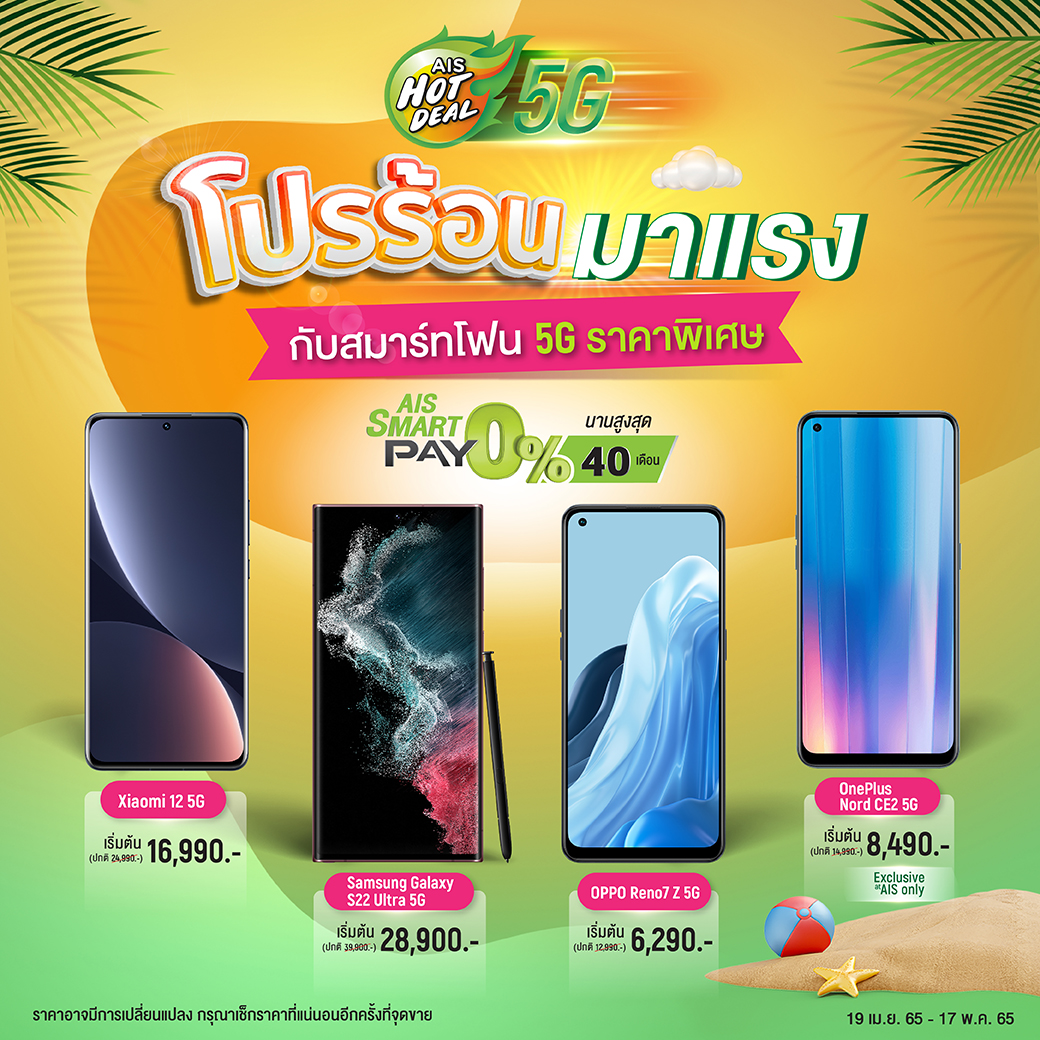 AIS
HOT
DEAL
5G
โปรร้อนมาแรง
กับสมาร์ทโฟน 5G ราคาพิเศษ
AIS
SMART
PAY 0%
นานสูงสุด
40 เดือน
Xiaomi 12 5G
เริ่มต้น
(ปกติ 24,990.-)
16,990.-
Samsung Galaxy
S22 Ultra 5G
เริ่มต้น
(ปกติ 39,900.-)
28,900.-
OPPO Reno7 Z 5G
เริ่มต้น
(ปกติ 12,990.-)
6,290.-
OnePlus
Nord CE2 5G
เริ่มต้น
(ปกติ 14,990.-)
8,490.-
Exclusive
at AIS only
ราคาอาจมีการเปลี่ยนแปลง กรุณาเช็กราคาที่แน่นอนอีกครั้งที่จุดขาย
19 เม.ย. 65 - 17 พ.ค. 65